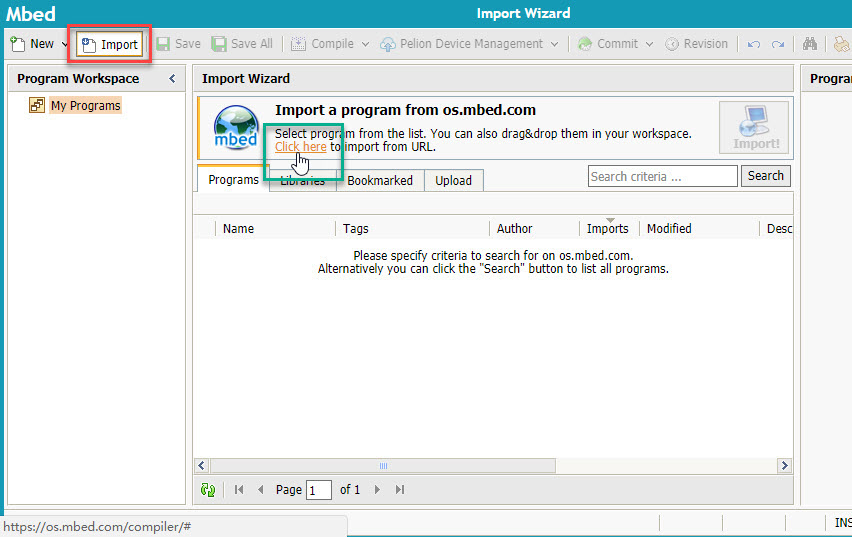 Mbed
Import Wizard
New
Import
Save
Save All
Compile
Pelion Device Management
Commit
Revision
Program Workspace
My Programs
Import Wizard
mbed
Import a program from os.mbed.com
Select program from the list. You can also drag&drop them in your workspace.
Click here to import from URL.
Import!
Programs
Libraries
Bookmarked
Upload
Search criteria ...
Search
Name
Tags
Author
Imports
Modified
Desc
Please specify criteria to search for on os.mbed.com.
Alternatively you can click the "Search" button to list all programs.
Page 1 of 1
Progra
https://os.mbed.com/compiler/#
INS